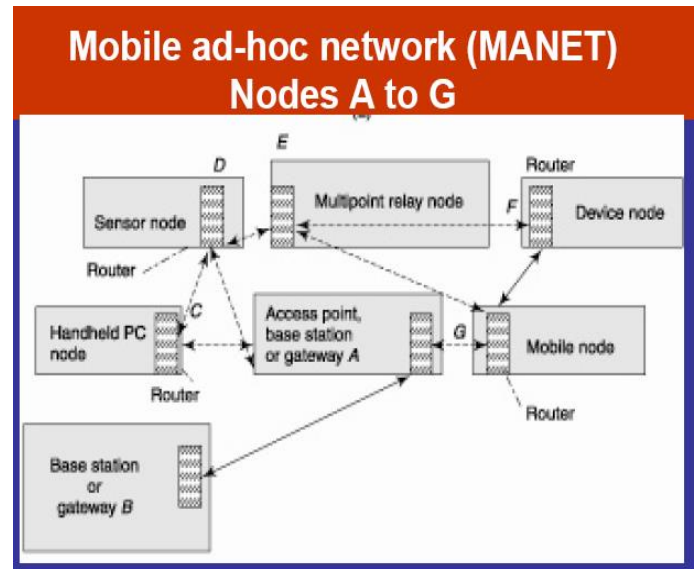 Mobile ad-hoc network (MANET)
Nodes A to G
D
E
Router
Sensor node
Multipoint relay node
F
Device node
Router
C
Handheld PC
node
Access point,
base station
or gateway A
G
Mobile node
Router
Router
Base station
or
gateway B